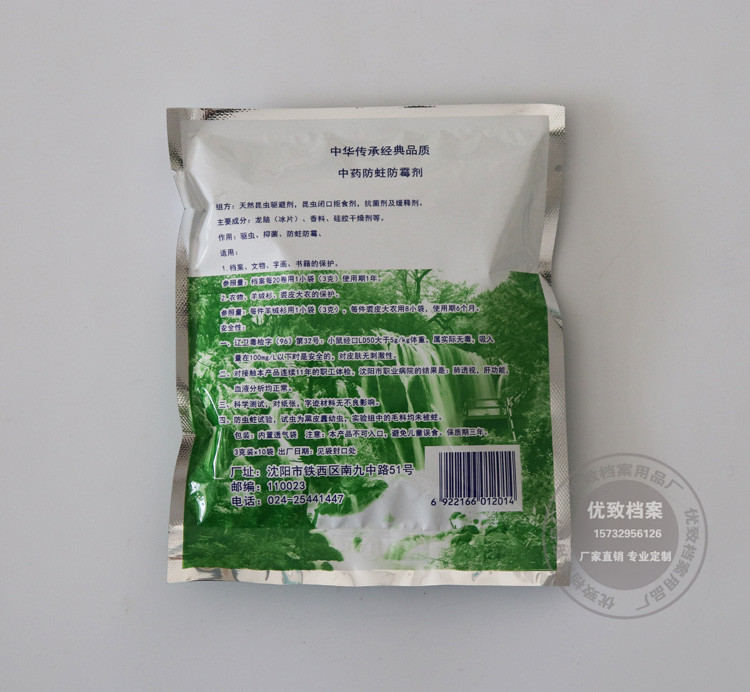 中华传承经典品质
中药防蛀防霉剂
组方：天然昆虫驱避剂，昆虫闭口拒食剂，抗菌剂及缓释剂。
主要成分：龙脑（冰片）、香料、硅胶干燥剂等。
作用：驱虫、抑菌、防蛀防霉。
适用：
1.档案、文物、字画、书籍的保护。
参照量：档案每20卷用1小袋（3克）使用期1年。
2.衣物、羊绒衫、裘皮大衣的保护。
参照量：每件羊绒衫用1小袋（3克），每件裘皮大衣用8小袋，使用期6个月。
安全性：
一、辽卫毒检字（96）第32号：小鼠经口LD50大于5g/kg体重，属实际无毒，吸入
量在100mg/L以下时是安全的，对皮肤无刺激性。
二、对接触本产品连续11年的职工体检，沈阳市职业病院的结果是：肺透视，肝功能，
血液分析均正常。
三、科学测试，对纸张，字迹材料无不良影响。
四、防虫蛀试验，试虫为黑皮蠹幼虫，实验组中的毛料均未被蛀。
包装：内置透气袋 注意：本产品不可入口，避免儿童误食，保质期三年。
3克装×10袋 出厂日期：见袋封口处
厂址：沈阳市铁西区南九中路51号
邮编：110023
电话：024-25441447
6 922166 012014
优致档案用品厂
优致档案
15732956126
厂家直销 专业定制
优致档案用品厂
优致档案用品厂